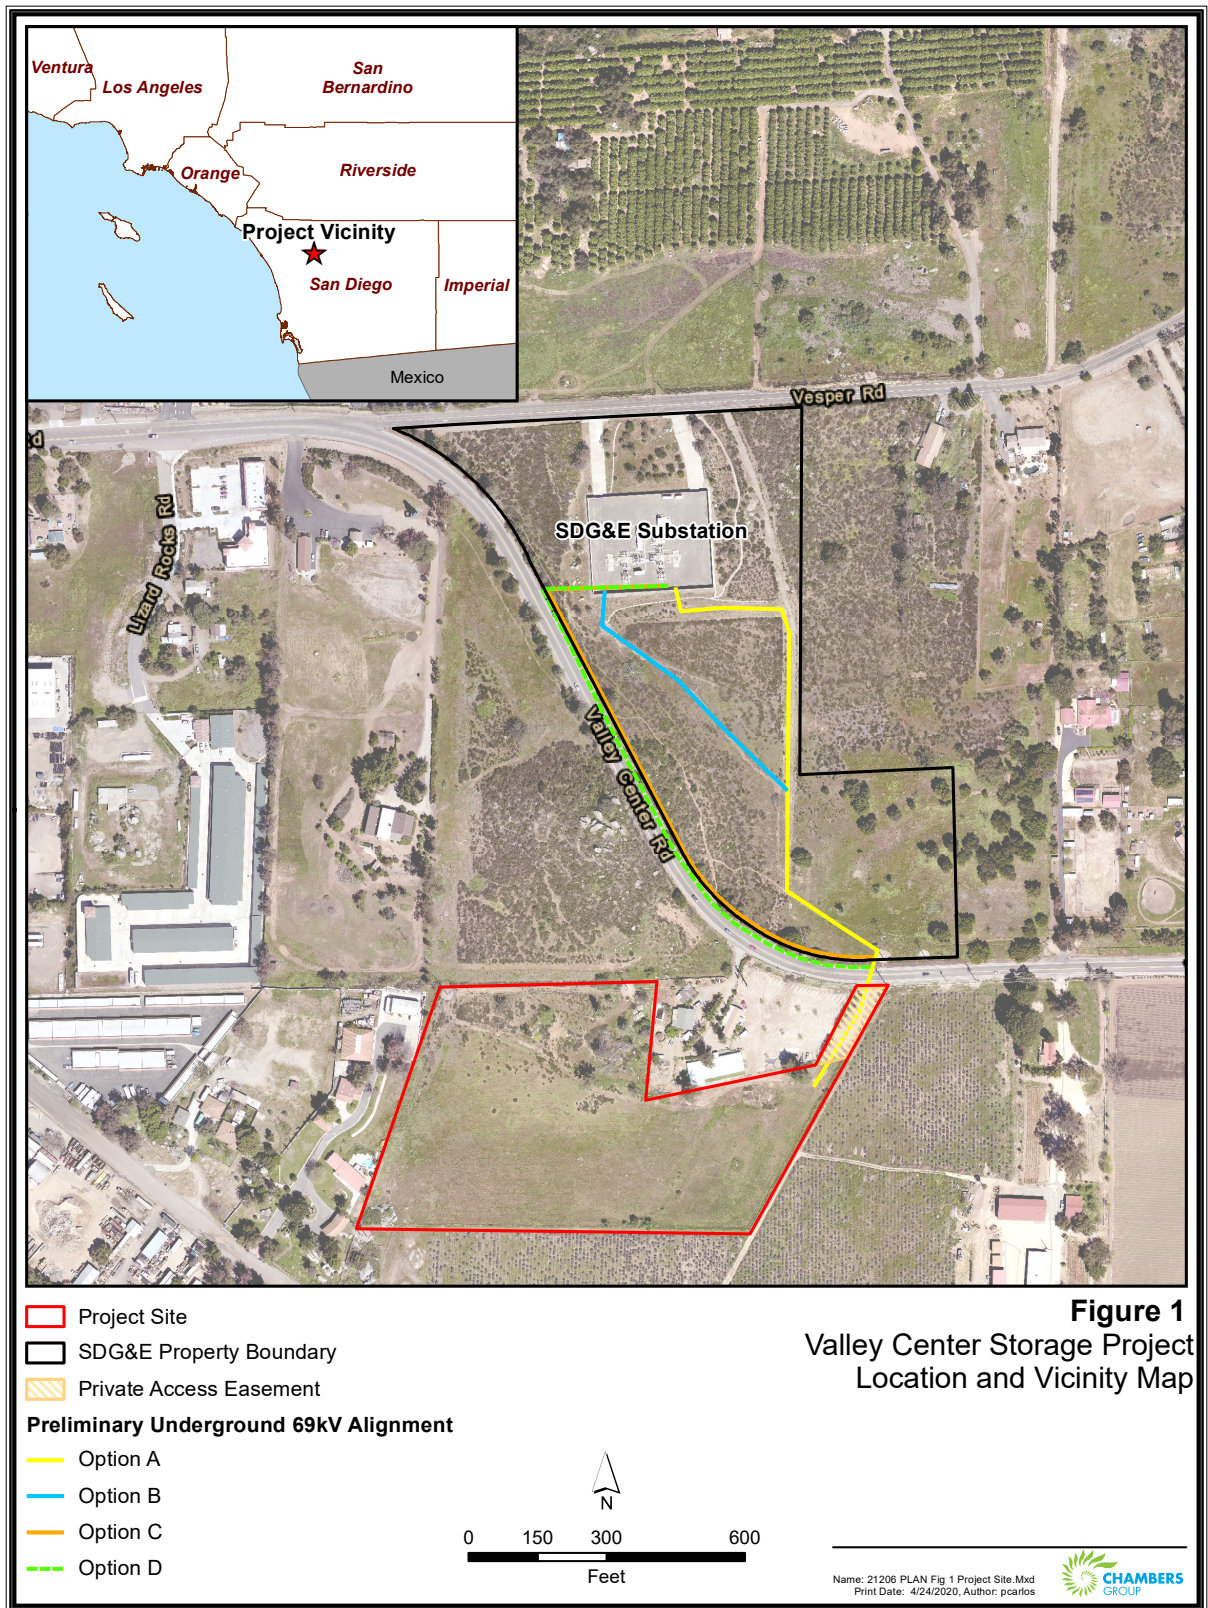 Ventura
Los Angeles
San
Bernardino
Orange
Riverside
Project Vicinity
San Diego
Imperial
Mexico
Vesper Rd
Rd
Lizard Rocks Rd
SDG&E Substation
Valley Center Rd
Project Site
SDG&E Property Boundary
Private Access Easement
Preliminary Underground 69kV Alignment
Option A
Option B
Option C
Option D
N
0 150 300 600
Feet
Figure 1
Valley Center Storage Project
Location and Vicinity Map
Name: 21206 PLAN Fig 1 Project Site.Mxd
Print Date: 4/24/2020, Author: pcarlos
CHAMBERS
GROUP